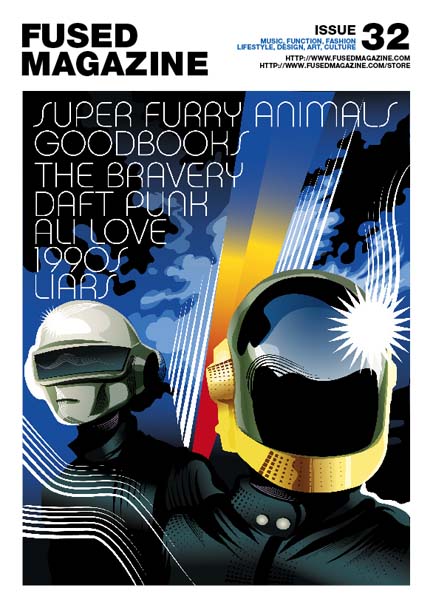 FUSED
MAGAZINE
ISSUE 32
MUSIC, FUNCTION, FASHION
LIFESTYLE, DESIGN, ART, CULTURE
HTTP://WWW.FUSEDMAGAZINE.COM
HTTP://WWW.FUSEDMAGAZINE.COM/STORE
SUPER FURRY ANIMALS
GOODBOOKS
THE BRAVERY
DAFT PUNK
ALL LOVE
1990S
LIARS